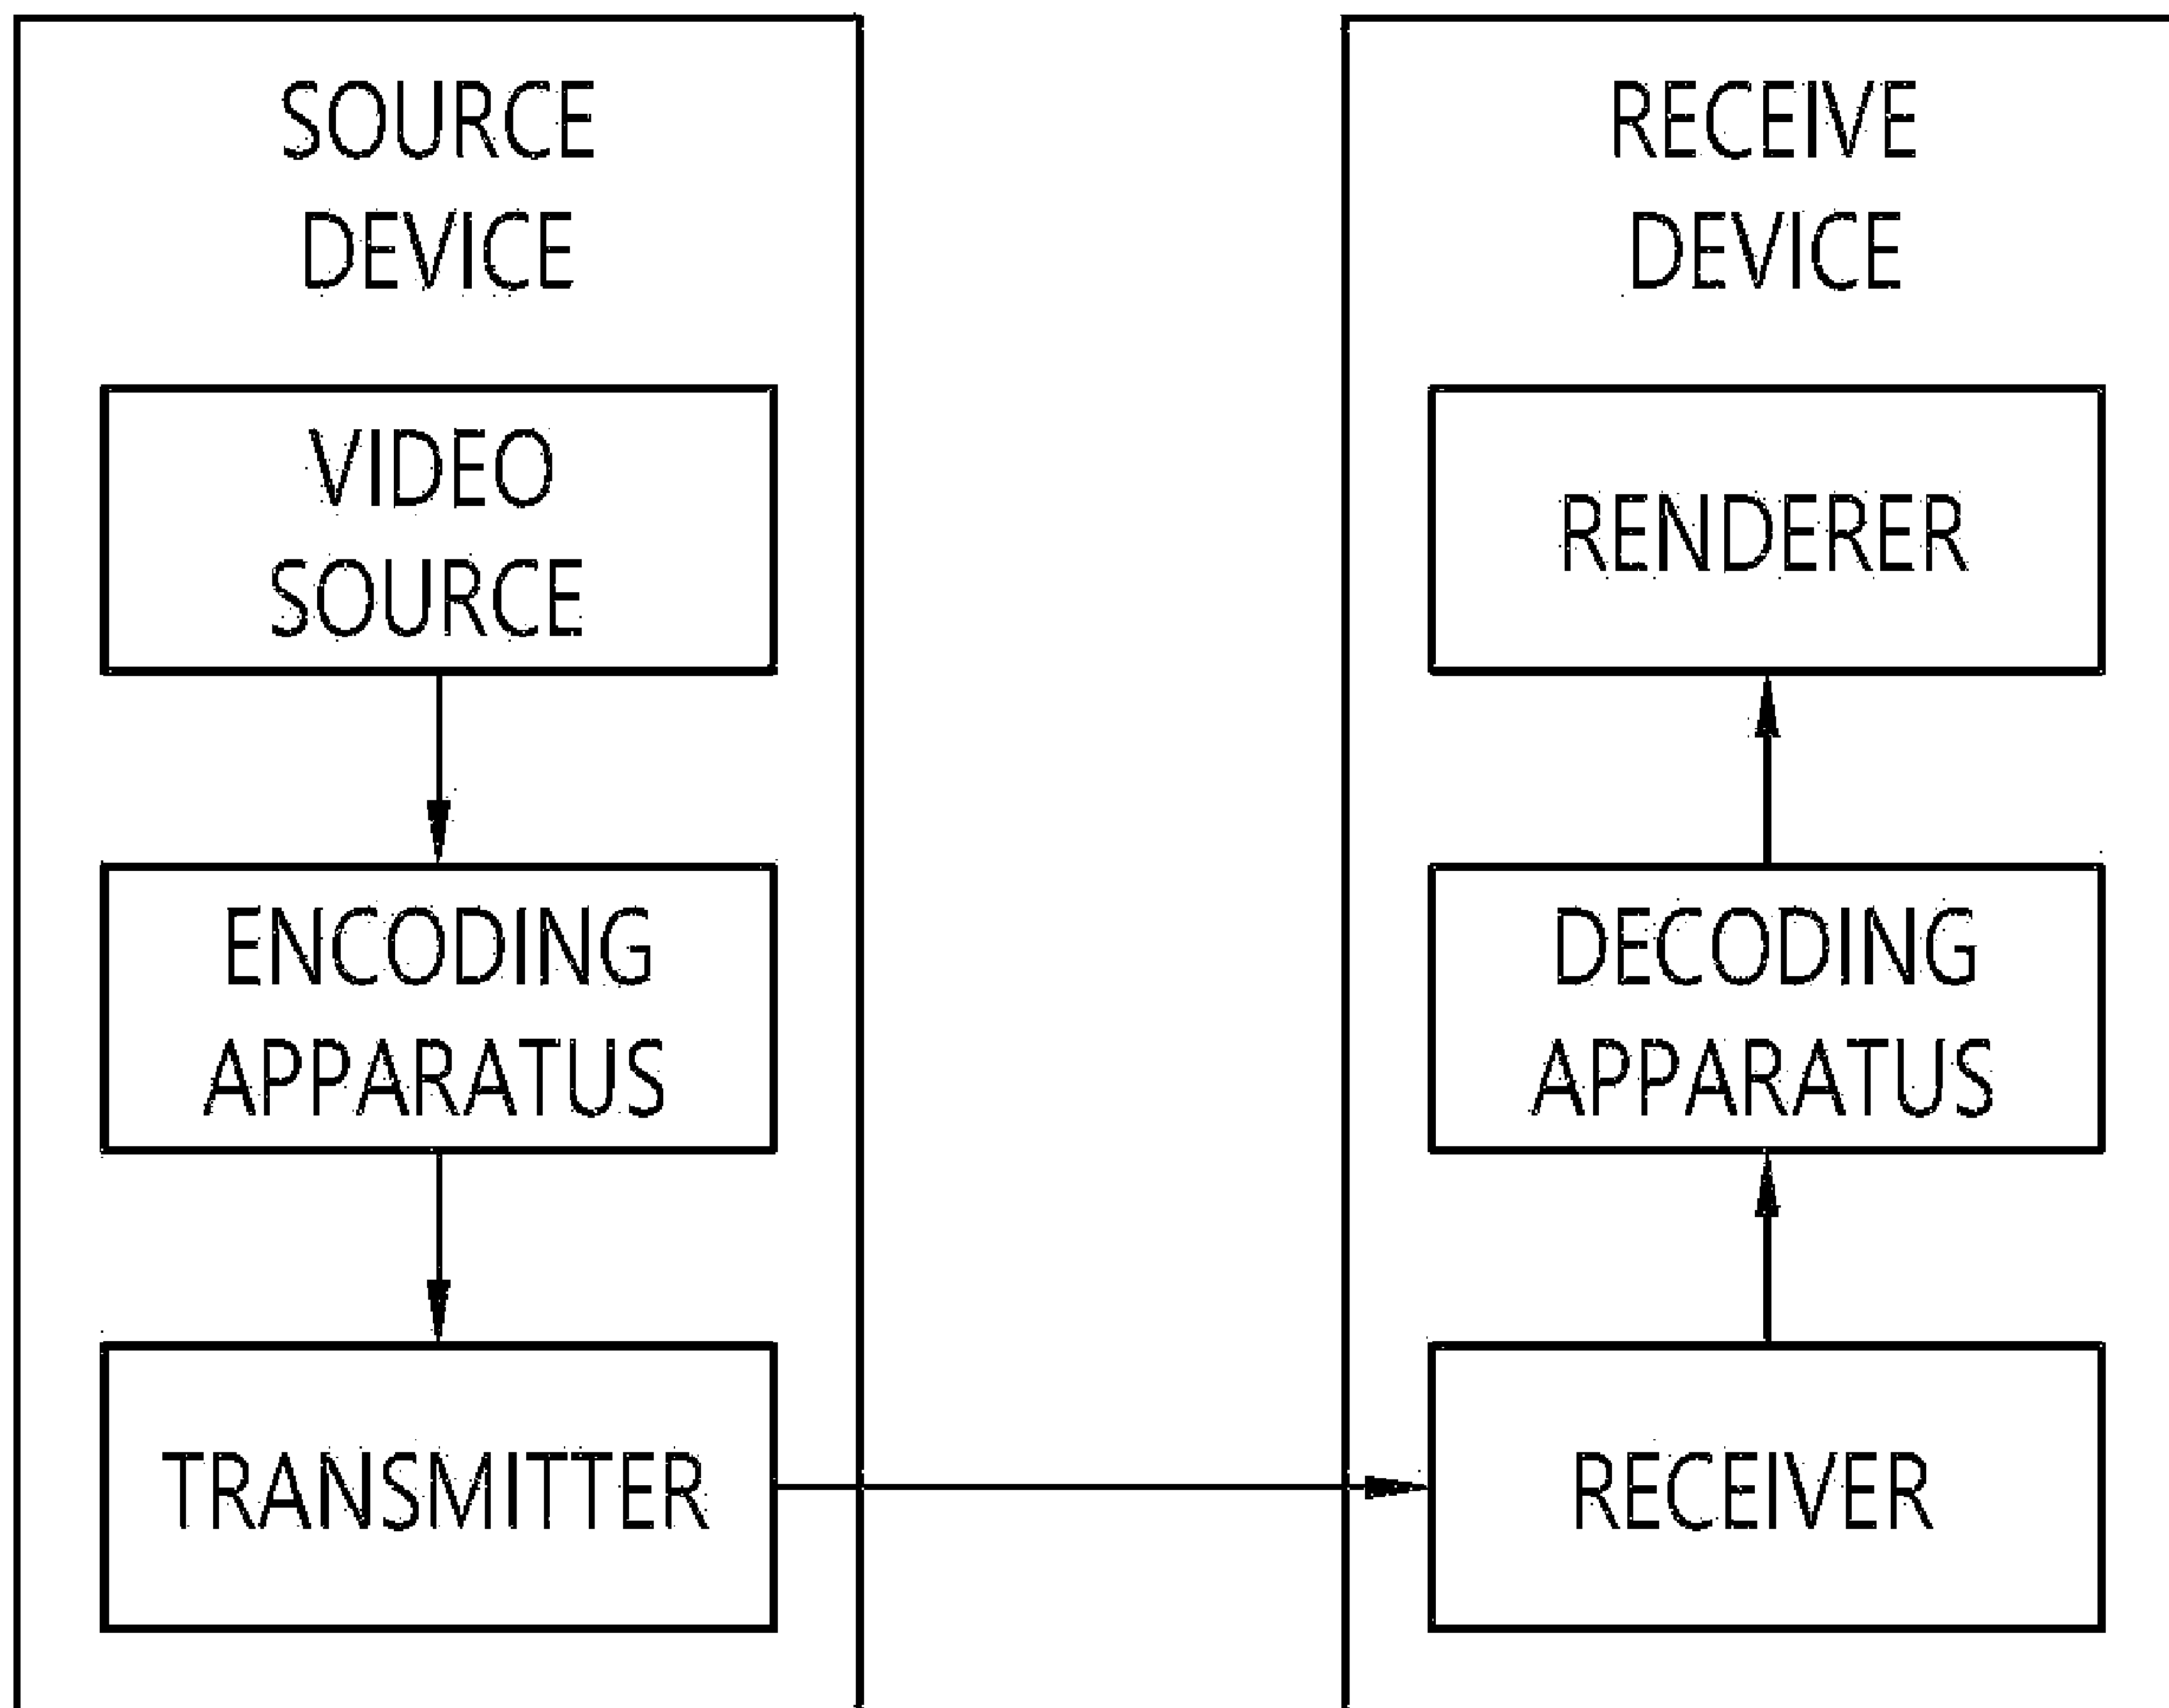 SOURCE
DEVICE
VIDEO
SOURCE
ENCODING
APPARATUS
TRANSMITTER
RECEIVE
DEVICE
RENDERER
DECODING
APPARATUS
RECEIVER